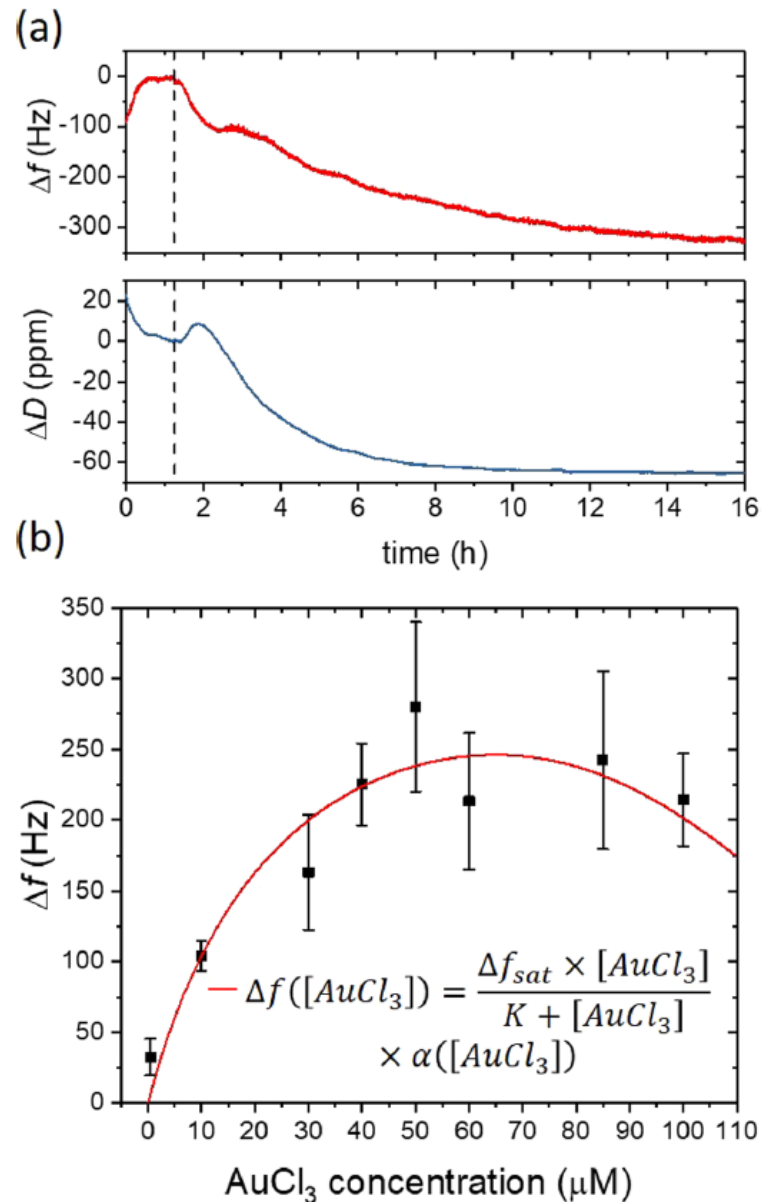 (a)
0
-100
-200
-300
Δf (Hz)
20
0
-20
-40
-60
ΔD (ppm)
0 2 4 6 8 10 12 14 16
time (h)
(b)
350
300
250
200
150
100
50
0
Δf (Hz)
Δf([AuCl₃]) = Δf_sat × [AuCl₃]
K + [AuCl₃]
× α([AuCl₃])
0 10 20 30 40 50 60 70 80 90 100 110
AuCl₃ concentration (μM)